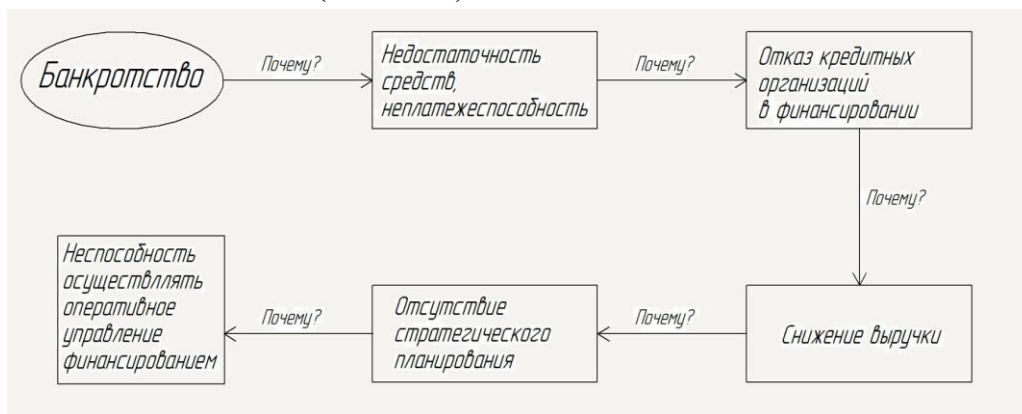 Банкротство
Почему?
Недостаточность
средств,
неплатежеспособность
Почему?
Отказ кредитных
организаций
в финансировании
Почему?
Снижение выручки
Почему?
Отсутствие
стратегического
планирования
Почему?
Неспособность
осуществллять
оперативное
управление
финансированием